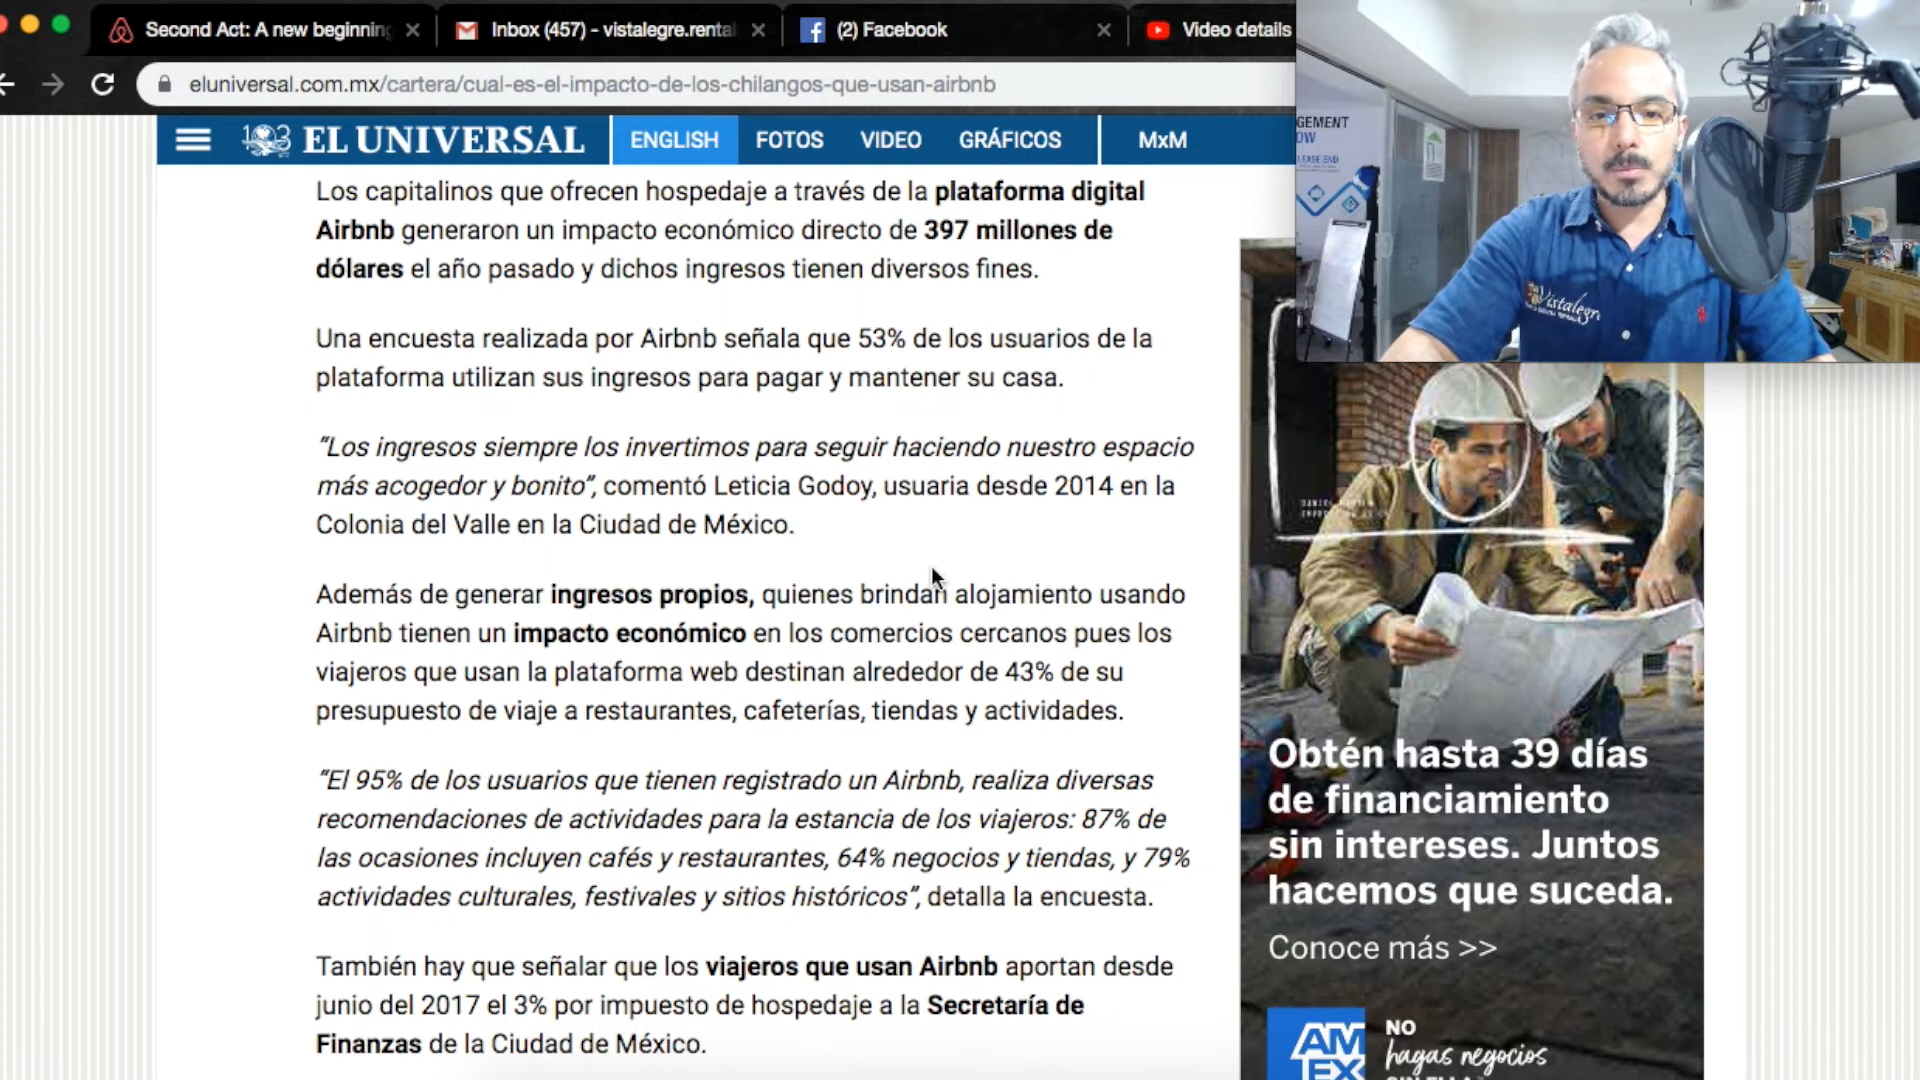 Second Act: A new beginning
Inbox (457) - vistalegre.renta
(2) Facebook
Video details
eluniversal.com.mx/cartera/cual-es-el-impacto-de-los-chilangos-que-usan-airbnb
EL UNIVERSAL
ENGLISH
FOTOS
VIDEO
GRÁFICOS
MxM
Los capitalinos que ofrecen hospedaje a través de la plataforma digital
Airbnb generaron un impacto económico directo de 397 millones de
dólares el año pasado y dichos ingresos tienen diversos fines.
Una encuesta realizada por Airbnb señala que 53% de los usuarios de la
plataforma utilizan sus ingresos para pagar y mantener su casa.
“Los ingresos siempre los invertimos para seguir haciendo nuestro espacio
más acogedor y bonito”, comentó Leticia Godoy, usuaria desde 2014 en la
Colonia del Valle en la Ciudad de México.
Además de generar ingresos propios, quienes brindan alojamiento usando
Airbnb tienen un impacto económico en los comercios cercanos pues los
viajeros que usan la plataforma web destinan alrededor de 43% de su
presupuesto de viaje a restaurantes, cafeterías, tiendas y actividades.
“El 95% de los usuarios que tienen registrado un Airbnb, realiza diversas
recomendaciones de actividades para la estancia de los viajeros: 87% de
las ocasiones incluyen cafés y restaurantes, 64% negocios y tiendas, y 79%
actividades culturales, festivales y sitios históricos”, detalla la encuesta.
También hay que señalar que los viajeros que usan Airbnb aportan desde
junio del 2017 el 3% por impuesto de hospedaje a la Secretaría de
Finanzas de la Ciudad de México.
GEMENT
OW
LEASE END
Vistalegre
Obtén hasta 39 días
de financiamiento
sin intereses. Juntos
hacemos que suceda.
Conoce más >>
AM
EX
NO
hagas negocios
SIN ELLA